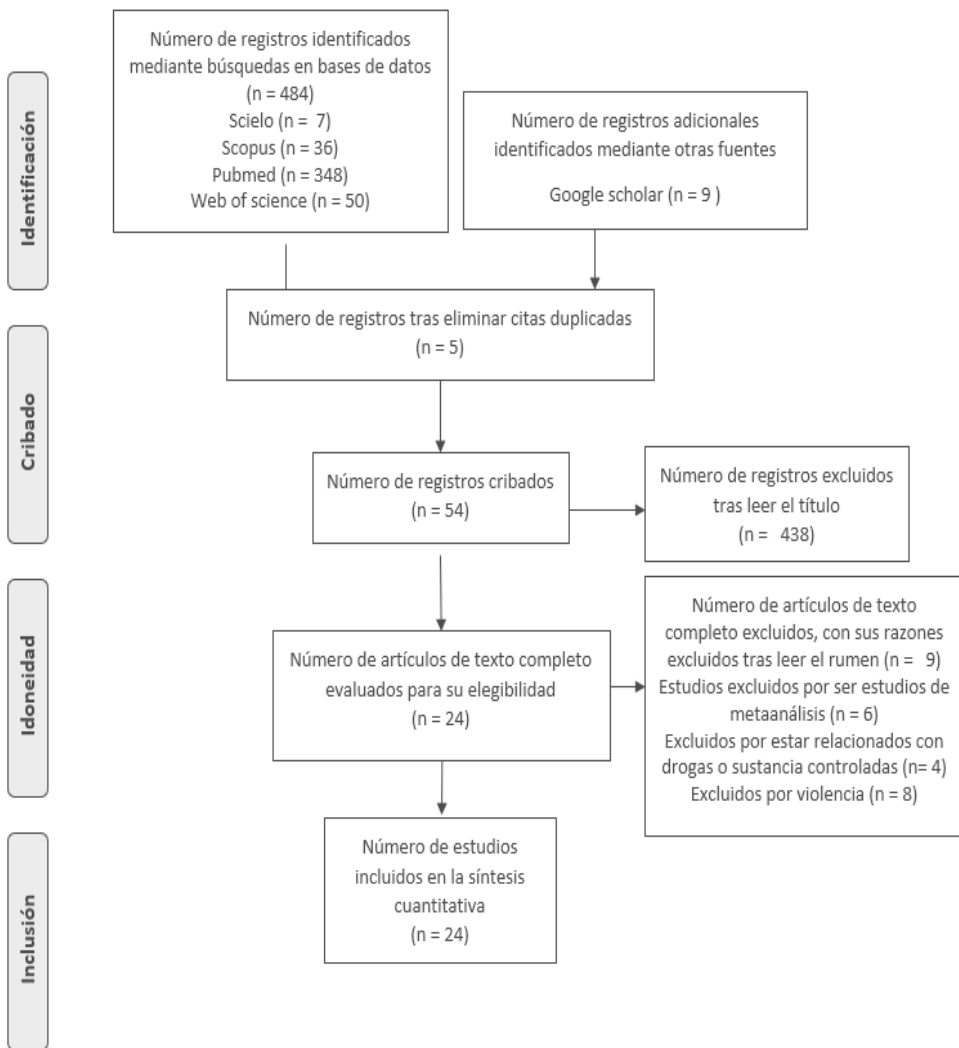 Identificación
Número de registros identificados
mediante búsquedas en bases de datos
(n = 484)
Scielo (n = 7)
Scopus (n = 36)
Pubmed (n = 348)
Web of science (n = 50)
Número de registros adicionales
identificados mediante otras fuentes
Google scholar (n = 9 )
Cribado
Número de registros tras eliminar citas duplicadas
(n = 5)
Número de registros cribados
(n = 54)
Número de registros excluidos
tras leer el título
(n = 438)
Idoneidad
Número de artículos de texto completo
evaluados para su elegibilidad
(n = 24)
Número de artículos de texto
completo excluidos, con sus razones
excluidos tras leer el rumen (n = 9)
Estudios excluidos por ser estudios de
metaanálisis (n = 6)
Excluidos por estar relacionados con
drogas o sustancia controladas (n= 4)
Excluidos por violencia (n = 8)
Inclusión
Número de estudios
incluidos en la síntesis
cuantitativa
(n = 24)